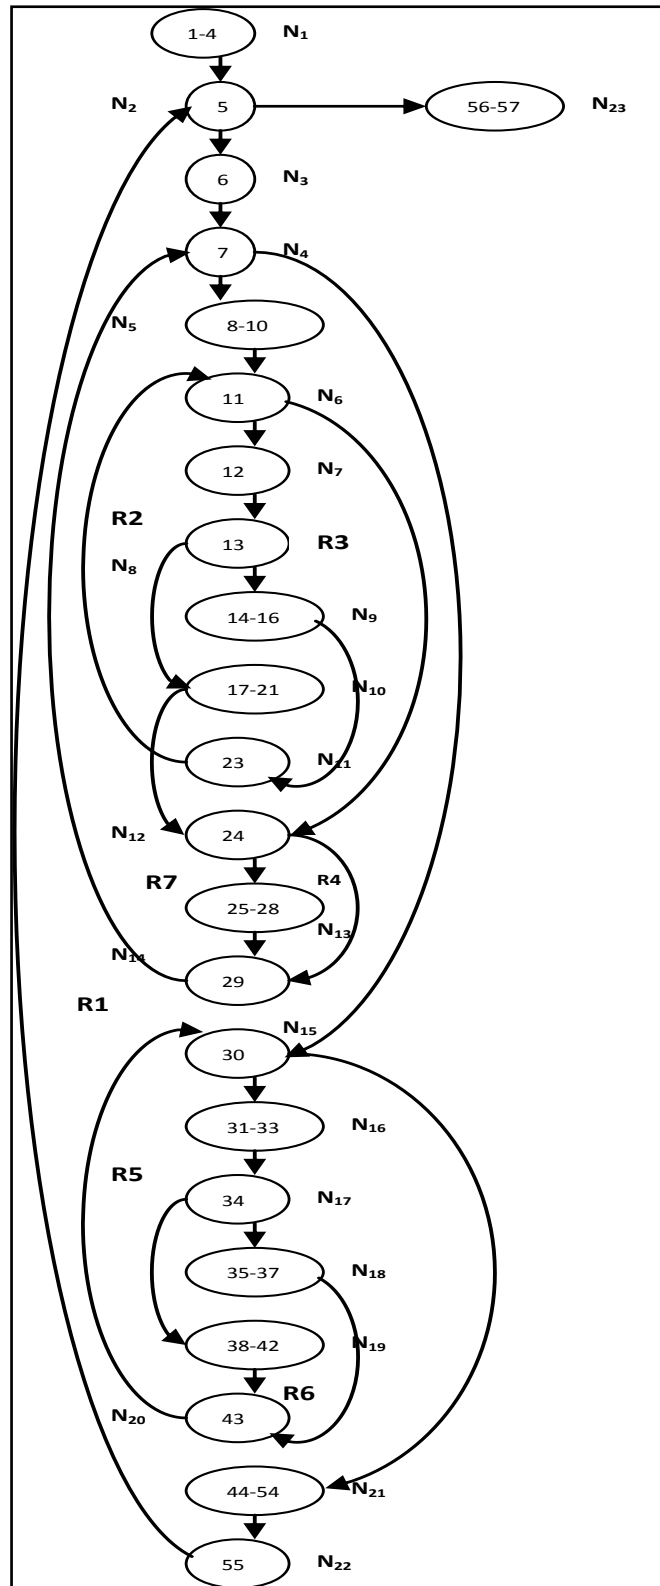 1-4 N₁
N₂ 5 56-57 N₂₃
6 N₃
7 N₄
N₅ 8-10
11 N₆
12 N₇
R2
13 R3
N₈
14-16 N₉
17-21 N₁₀
23 N₁₁
N₁₂ 24
R7 R4
25-28
N₁₃
N₁₄
29
R1
N₁₅
30
31-33 N₁₆
R5
34 N₁₇
35-37 N₁₈
38-42 N₁₉
R6
N₂₀ 43
44-54 N₂₁
55 N₂₂